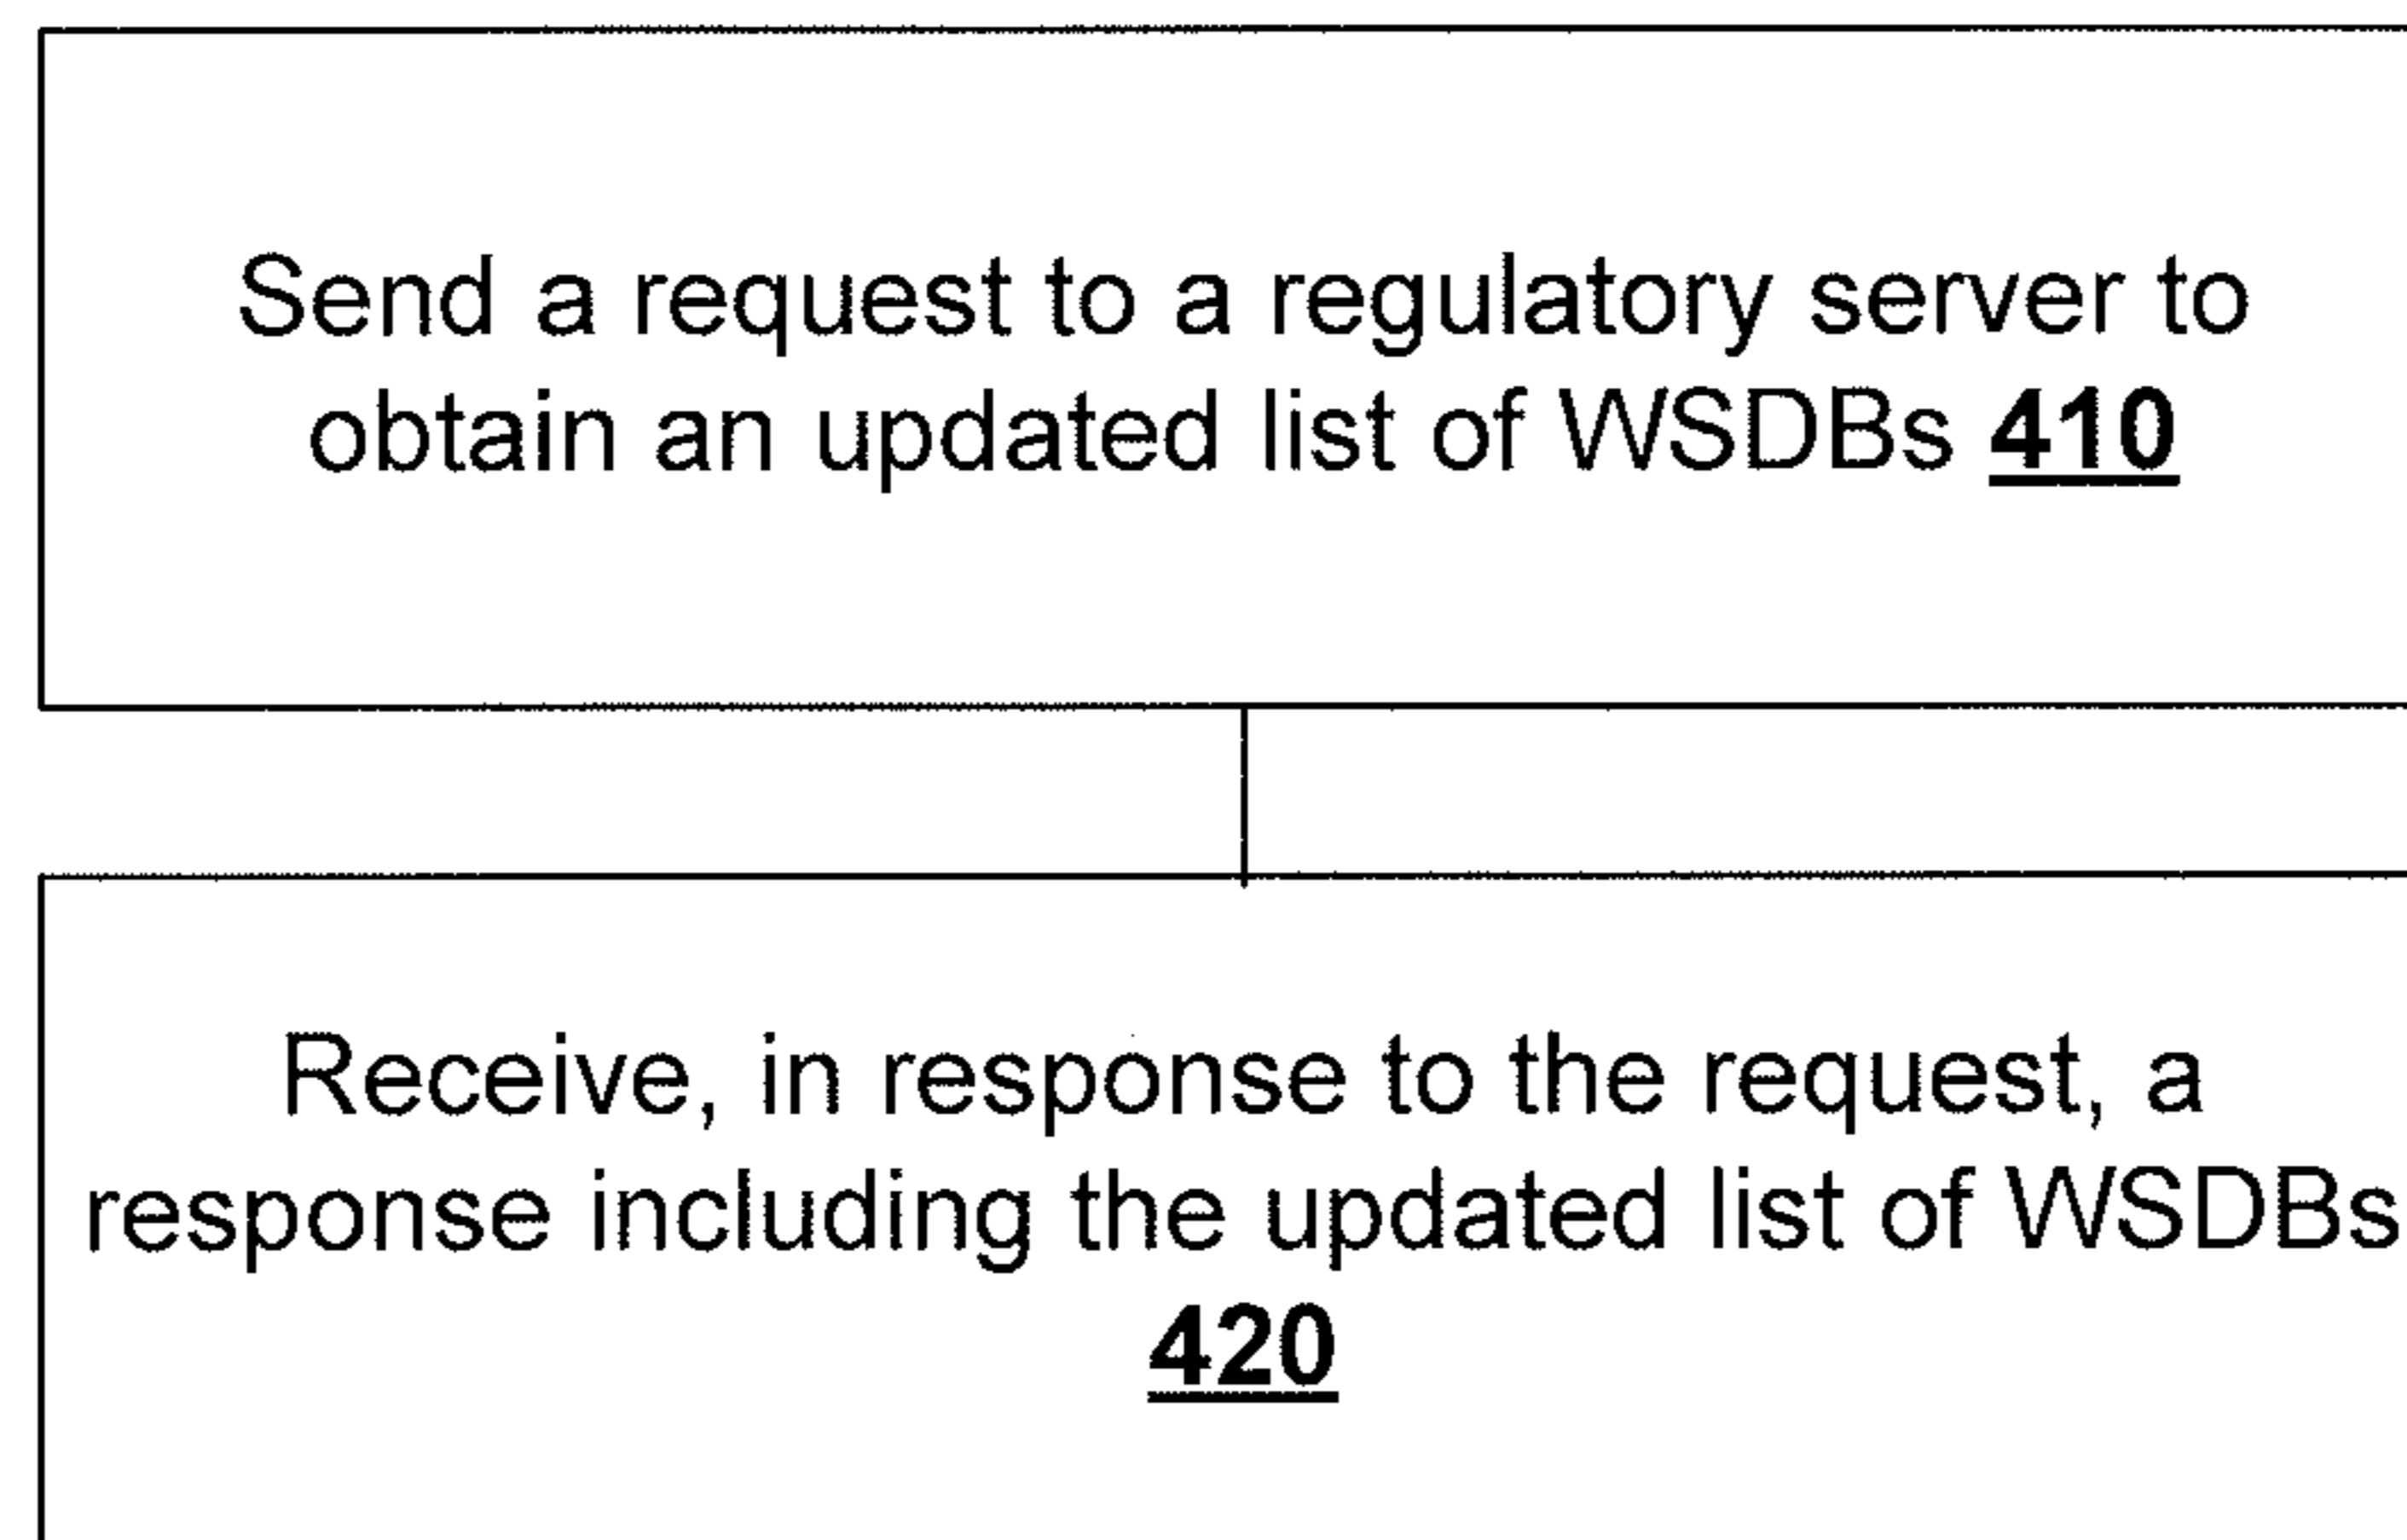 Send a request to a regulatory server to
obtain an updated list of WSDBs 410
Receive, in response to the request, a
response including the updated list of WSDBs
420